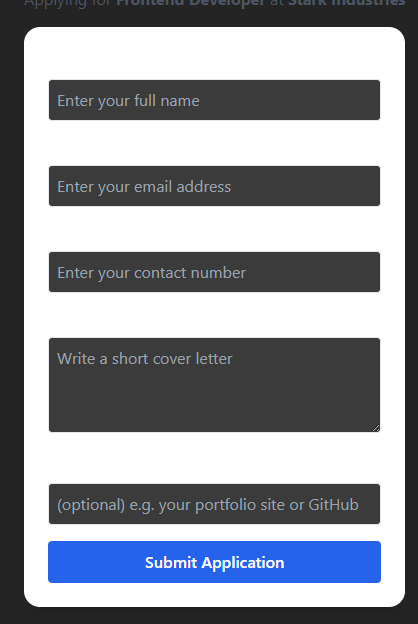 Applying for Frontend Developer at Stark Industries
Enter your full name
Enter your email address
Enter your contact number
Write a short cover letter
(optional) e.g. your portfolio site or GitHub
Submit Application